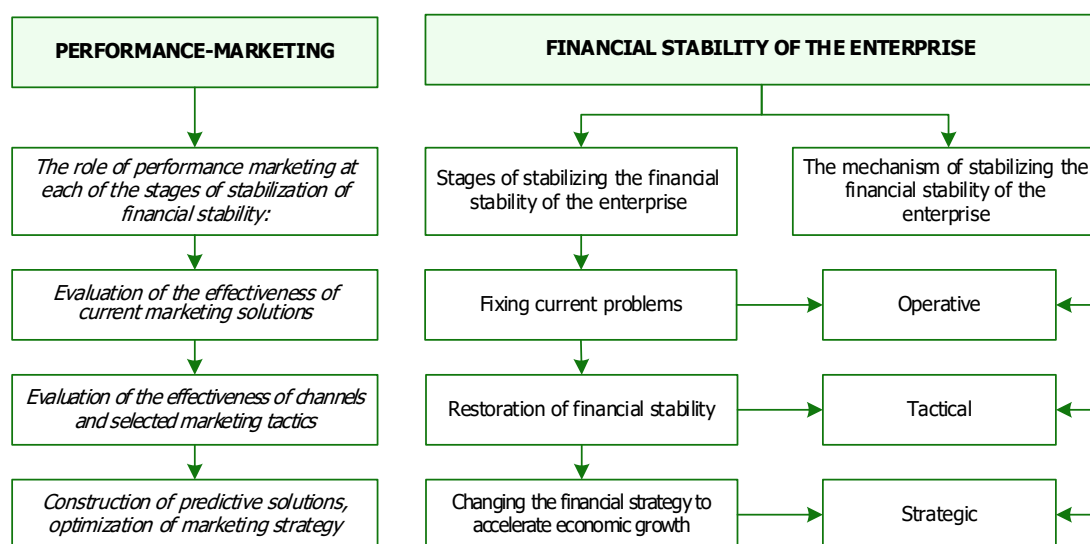 PERFORMANCE-MARKETING
The role of performance marketing at
each of the stages of stabilization of
financial stability:
Evaluation of the effectiveness of
current marketing solutions
Evaluation of the effectiveness of channels
and selected marketing tactics
Construction of predictive solutions,
optimization of marketing strategy
FINANCIAL STABILITY OF THE ENTERPRISE
Stages of stabilizing the financial
stability of the enterprise
The mechanism of stabilizing the
financial stability of the
enterprise
Fixing current problems
Operative
Restoration of financial stability
Tactical
Changing the financial strategy to
accelerate economic growth
Strategic